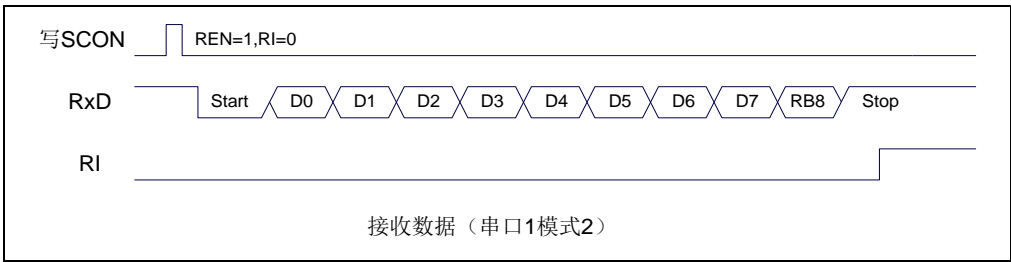 写SCON REN=1,RI=0
RxD Start D0 D1 D2 D3 D4 D5 D6 D7 RB8 Stop
RI
接收数据（串口1模式2）